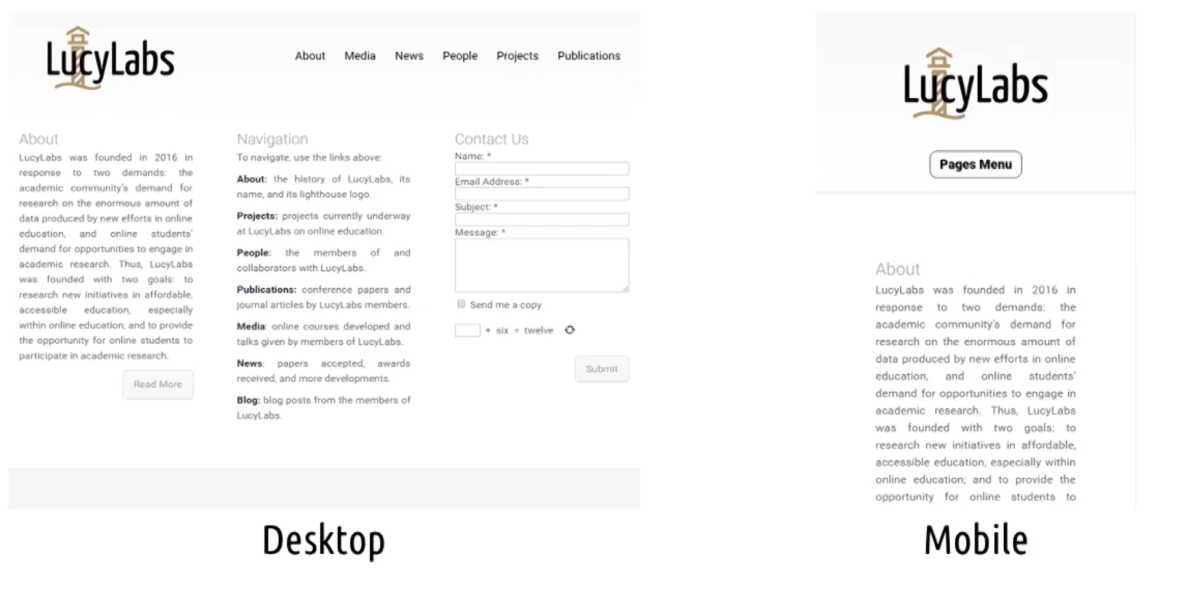 LucyLabs
About Media News People Projects Publications
About
LucyLabs was founded in 2016 in
response to two demands: the
academic community's demand for
research on the enormous amount of
data produced by new efforts in online
education, and online students'
demand for opportunities to engage in
academic research. Thus, LucyLabs
was founded with two goals: to
research new initiatives in affordable,
accessible education, especially
within online education; and to provide
the opportunity for online students to
participate in academic research.
Read More
Navigation
To navigate, use the links above:
About: the history of LucyLabs, its
name, and its lighthouse logo.
Projects: projects currently underway
at LucyLabs on online education.
People: the members of and
collaborators with LucyLabs.
Publications: conference papers and
journal articles by LucyLabs members.
Media: online courses developed and
talks given by members of LucyLabs.
News: papers accepted, awards
received, and more developments.
Blog: blog posts from the members of
LucyLabs.
Contact Us
Name: *
Email Address: *
Subject: *
Message: *
Send me a copy
+ six = twelve
Submit
Desktop
LucyLabs
Pages Menu
About
LucyLabs was founded in 2016 in
response to two demands: the
academic community's demand for
research on the enormous amount of
data produced by new efforts in online
education, and online students'
demand for opportunities to engage in
academic research. Thus, LucyLabs
was founded with two goals: to
research new initiatives in affordable,
accessible education, especially within
online education; and to provide the
opportunity for online students to
Mobile